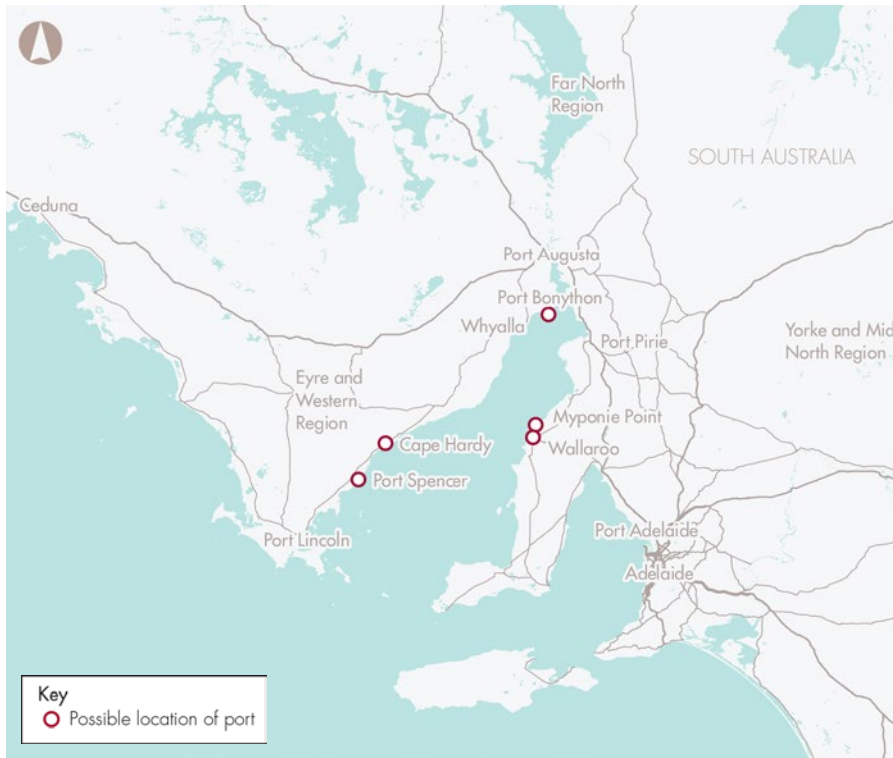 Far North
Region
SOUTH AUSTRALIA
Ceduna
Port Augusta
Port Bonython
Whyalla
Port Pirie
Yorke and Mid
North Region
Eyre and
Western
Region
Myponie Point
Cape Hardy
Wallaroo
Port Spencer
Port Lincoln
Port Adelaide
Adelaide
Key
Possible location of port